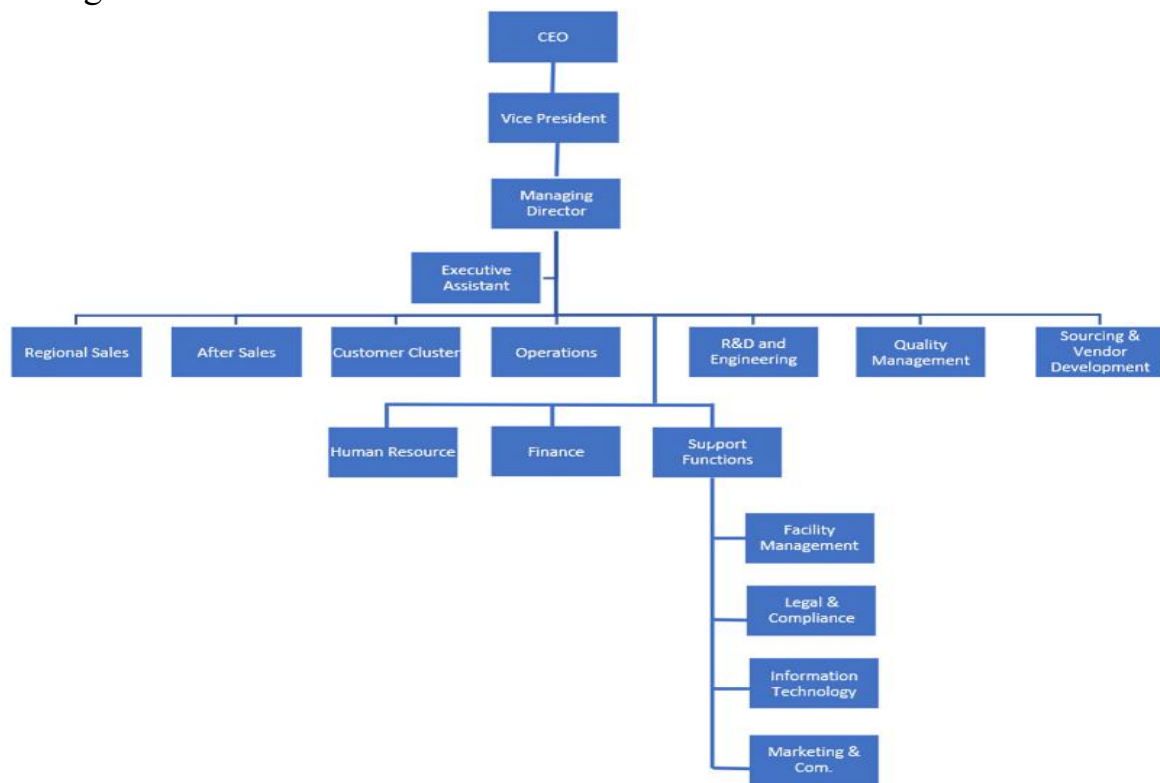 CEO
Vice President
Managing
Director
Executive
Assistant
Regional Sales
After Sales
Customer Cluster
Operations
R&D and
Engineering
Quality
Management
Sourcing &
Vendor
Development
Human Resource
Finance
Support
Functions
Facility
Management
Legal &
Compliance
Information
Technology
Marketing &
Com.